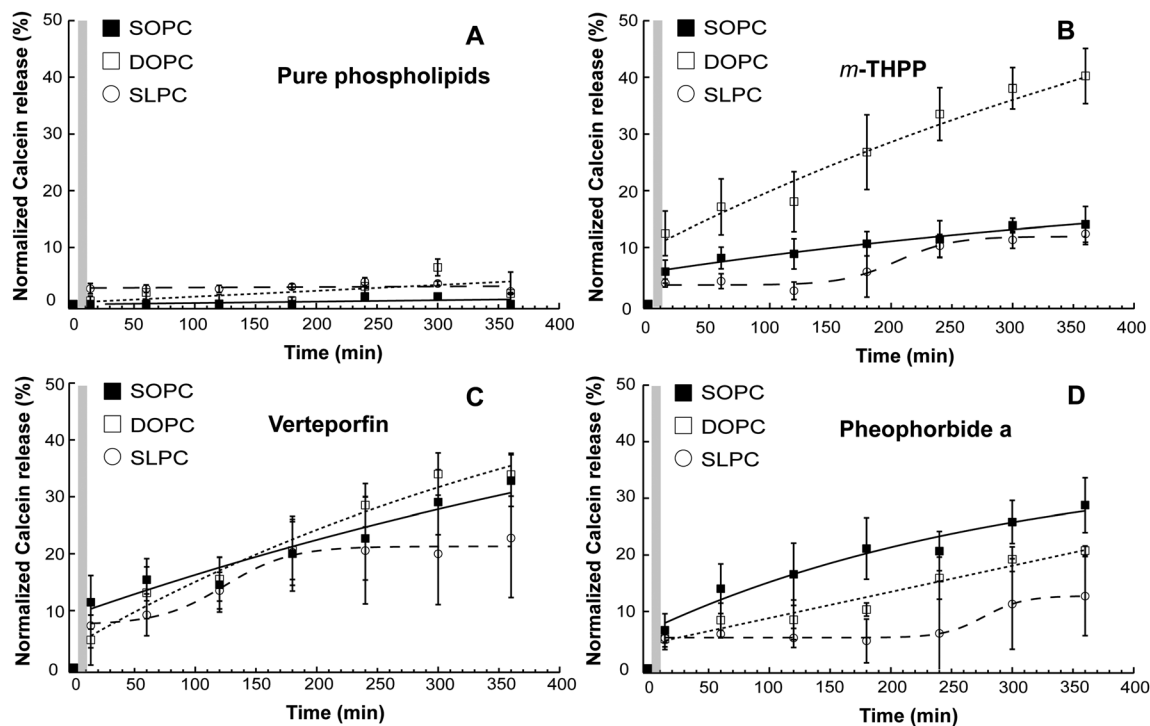 A
Pure phospholipids
SOPC
DOPC
SLPC
Normalized Calcein release (%)
50
40
30
20
10
0
0 50 100 150 200 250 300 350 400
Time (min)
B
m-THPP
SOPC
DOPC
SLPC
Normalized Calcein release (%)
50
40
30
20
10
0
0 50 100 150 200 250 300 350 400
Time (min)
C
Verteporfin
SOPC
DOPC
SLPC
Normalized Calcein release (%)
50
40
30
20
10
0
0 50 100 150 200 250 300 350 400
Time (min)
D
Pheophorbide a
SOPC
DOPC
SLPC
Normalized Calcein release (%)
50
40
30
20
10
0
0 50 100 150 200 250 300 350 400
Time (min)